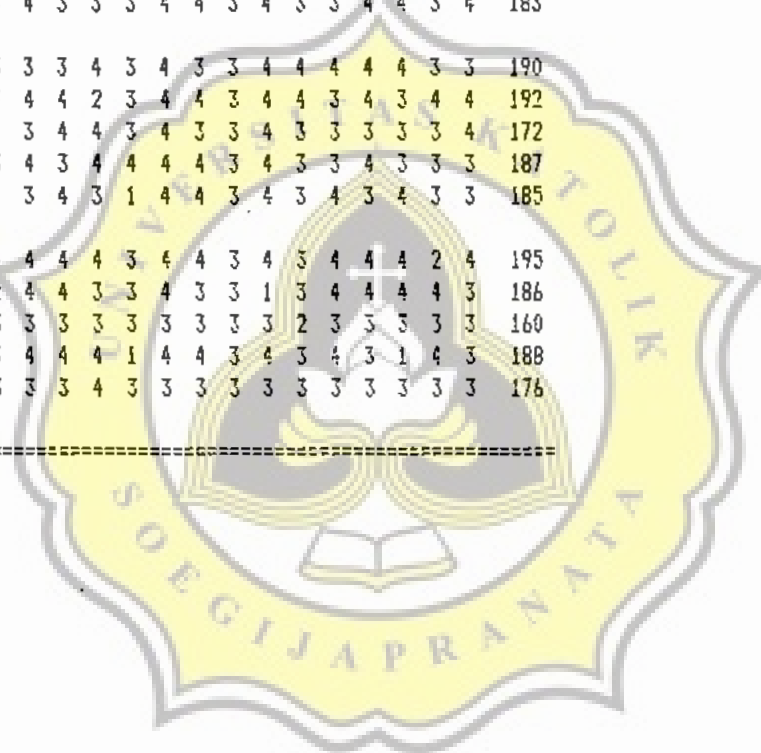 4 3 3 3 4 4 3 4 3 3 4 4 3 4 183
3 3 4 3 4 3 3 4 4 4 4 4 3 3 190
4 4 2 3 4 4 3 4 4 3 4 3 4 4 192
3 4 4 3 4 3 3 4 3 3 3 3 3 4 172
4 3 4 4 4 4 3 4 3 3 4 3 3 3 187
3 4 3 1 4 4 3 4 3 4 3 4 3 3 185
4 4 4 3 4 4 3 4 3 4 4 4 2 4 195
4 4 3 3 4 3 3 1 3 4 4 4 4 3 186
3 3 3 3 3 3 3 3 2 3 3 3 3 3 160
4 4 4 1 4 4 3 4 3 4 3 1 4 3 188
3 3 4 3 3 3 3 3 3 3 3 3 3 3 176
UNIVERSITAS KATOLIK
SOEGIJAPRANATA